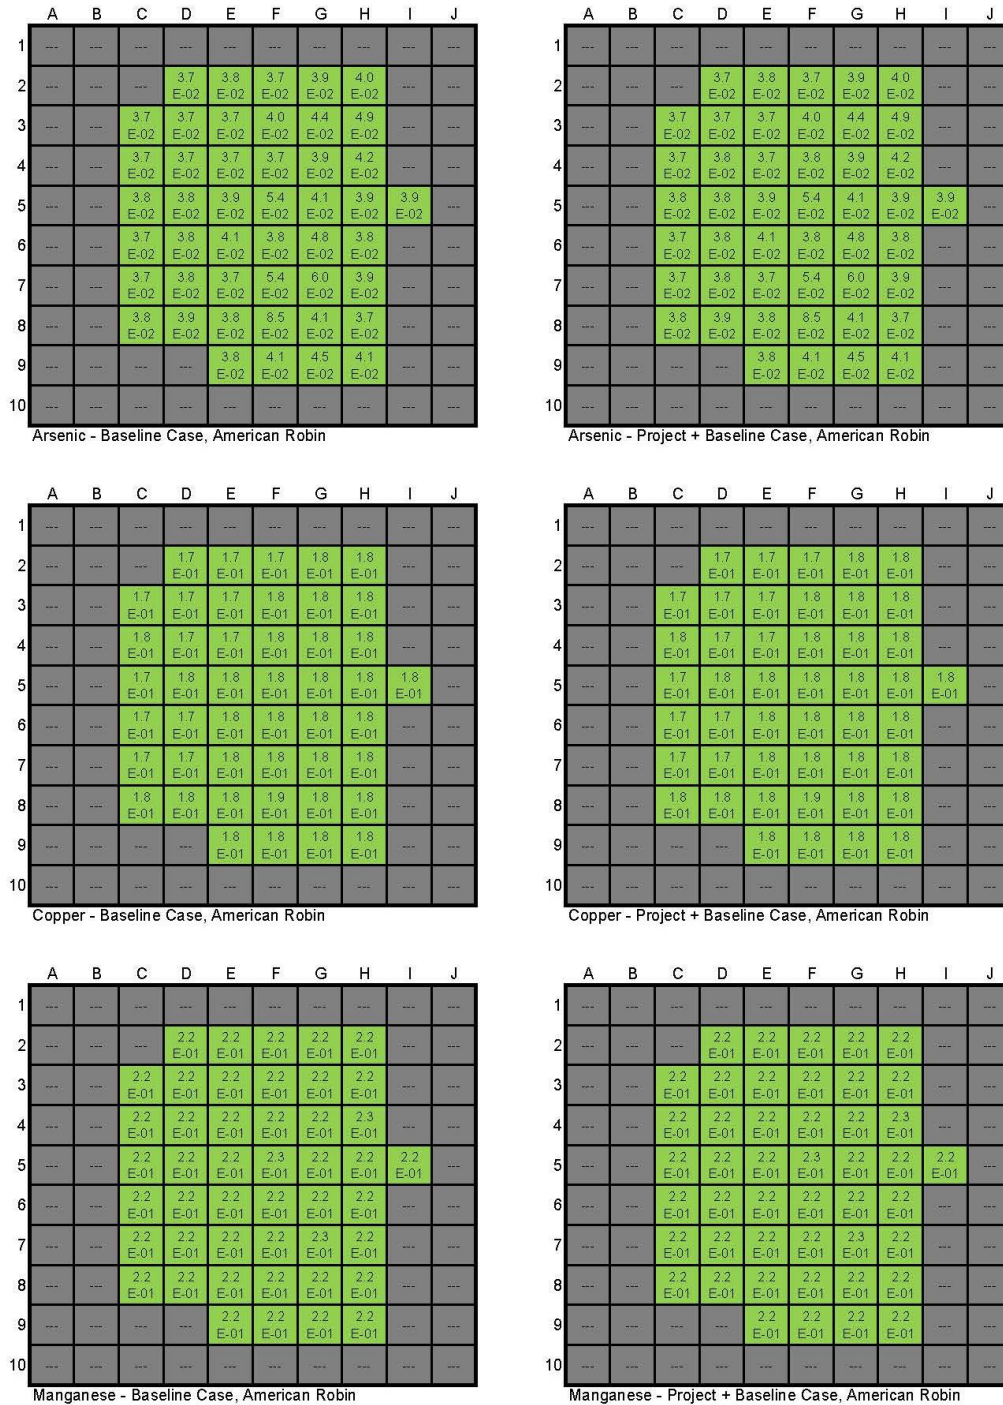 A B C D E F G H I J
1 --- --- --- --- --- --- --- --- --- ---
2 --- --- --- 3.7 3.8 3.7 3.9 4.0 --- ---
E-02 E-02 E-02 E-02 E-02
3 --- --- 3.7 3.7 3.7 4.0 4.4 4.9 --- ---
E-02 E-02 E-02 E-02 E-02 E-02
4 --- --- 3.7 3.7 3.7 3.7 3.9 4.2 --- ---
E-02 E-02 E-02 E-02 E-02 E-02
5 --- --- 3.8 3.8 3.9 5.4 4.1 3.9 3.9 ---
E-02 E-02 E-02 E-02 E-02 E-02 E-02
6 --- --- 3.7 3.8 4.1 3.8 4.8 3.8 --- ---
E-02 E-02 E-02 E-02 E-02 E-02
7 --- --- 3.7 3.8 3.7 5.4 6.0 3.9 --- ---
E-02 E-02 E-02 E-02 E-02 E-02
8 --- --- 3.8 3.9 3.8 8.5 4.1 3.7 --- ---
E-02 E-02 E-02 E-02 E-02 E-02
9 --- --- --- --- 3.8 4.1 4.5 4.1 --- ---
E-02 E-02 E-02 E-02
10 --- --- --- --- --- --- --- --- --- ---
Arsenic - Baseline Case, American Robin
A B C D E F G H I J
1 --- --- --- --- --- --- --- --- --- ---
2 --- --- --- 3.7 3.8 3.7 3.9 4.0 --- ---
E-02 E-02 E-02 E-02 E-02
3 --- --- 3.7 3.7 3.7 4.0 4.4 4.9 --- ---
E-02 E-02 E-02 E-02 E-02 E-02
4 --- --- 3.7 3.8 3.7 3.8 3.9 4.2 --- ---
E-02 E-02 E-02 E-02 E-02 E-02
5 --- --- 3.8 3.8 3.9 5.4 4.1 3.9 3.9 ---
E-02 E-02 E-02 E-02 E-02 E-02 E-02
6 --- --- 3.7 3.8 4.1 3.8 4.8 3.8 --- ---
E-02 E-02 E-02 E-02 E-02 E-02
7 --- --- 3.7 3.8 3.7 5.4 6.0 3.9 --- ---
E-02 E-02 E-02 E-02 E-02 E-02
8 --- --- 3.8 3.9 3.8 8.5 4.1 3.7 --- ---
E-02 E-02 E-02 E-02 E-02 E-02
9 --- --- --- --- 3.8 4.1 4.5 4.1 --- ---
E-02 E-02 E-02 E-02
10 --- --- --- --- --- --- --- --- --- ---
Arsenic - Project + Baseline Case, American Robin
A B C D E F G H I J
1 --- --- --- --- --- --- --- --- --- ---
2 --- --- --- 1.7 1.7 1.7 1.8 1.8 --- ---
E-01 E-01 E-01 E-01 E-01
3 --- --- 1.7 1.7 1.7 1.8 1.8 1.8 --- ---
E-01 E-01 E-01 E-01 E-01 E-01
4 --- --- 1.8 1.7 1.7 1.8 1.8 1.8 --- ---
E-01 E-01 E-01 E-01 E-01 E-01
5 --- --- 1.7 1.8 1.8 1.8 1.8 1.8 1.8 ---
E-01 E-01 E-01 E-01 E-01 E-01 E-01
6 --- --- 1.7 1.7 1.8 1.8 1.8 1.8 --- ---
E-01 E-01 E-01 E-01 E-01 E-01
7 --- --- 1.7 1.7 1.8 1.8 1.8 1.8 --- ---
E-01 E-01 E-01 E-01 E-01 E-01
8 --- --- 1.8 1.8 1.8 1.9 1.8 1.8 --- ---
E-01 E-01 E-01 E-01 E-01 E-01
9 --- --- --- --- 1.8 1.8 1.8 1.8 --- ---
E-01 E-01 E-01 E-01
10 --- --- --- --- --- --- --- --- --- ---
Copper - Baseline Case, American Robin
A B C D E F G H I J
1 --- --- --- --- --- --- --- --- --- ---
2 --- --- --- 1.7 1.7 1.7 1.8 1.8 --- ---
E-01 E-01 E-01 E-01 E-01
3 --- --- 1.7 1.7 1.7 1.8 1.8 1.8 --- ---
E-01 E-01 E-01 E-01 E-01 E-01
4 --- --- 1.8 1.7 1.7 1.8 1.8 1.8 --- ---
E-01 E-01 E-01 E-01 E-01 E-01
5 --- --- 1.7 1.8 1.8 1.8 1.8 1.8 1.8 ---
E-01 E-01 E-01 E-01 E-01 E-01 E-01
6 --- --- 1.7 1.7 1.8 1.8 1.8 1.8 --- ---
E-01 E-01 E-01 E-01 E-01 E-01
7 --- --- 1.7 1.7 1.8 1.8 1.8 1.8 --- ---
E-01 E-01 E-01 E-01 E-01 E-01
8 --- --- 1.8 1.8 1.8 1.9 1.8 1.8 --- ---
E-01 E-01 E-01 E-01 E-01 E-01
9 --- --- --- --- 1.8 1.8 1.8 1.8 --- ---
E-01 E-01 E-01 E-01
10 --- --- --- --- --- --- --- --- --- ---
Copper - Project + Baseline Case, American Robin
A B C D E F G H I J
1 --- --- --- --- --- --- --- --- --- ---
2 --- --- --- 2.2 2.2 2.2 2.2 2.2 --- ---
E-01 E-01 E-01 E-01 E-01
3 --- --- 2.2 2.2 2.2 2.2 2.2 2.2 --- ---
E-01 E-01 E-01 E-01 E-01 E-01
4 --- --- 2.2 2.2 2.2 2.2 2.2 2.3 --- ---
E-01 E-01 E-01 E-01 E-01 E-01
5 --- --- 2.2 2.2 2.2 2.3 2.2 2.2 2.2 ---
E-01 E-01 E-01 E-01 E-01 E-01 E-01
6 --- --- 2.2 2.2 2.2 2.2 2.2 2.2 --- ---
E-01 E-01 E-01 E-01 E-01 E-01
7 --- --- 2.2 2.2 2.2 2.2 2.3 2.2 --- ---
E-01 E-01 E-01 E-01 E-01 E-01
8 --- --- 2.2 2.2 2.2 2.2 2.2 2.2 --- ---
E-01 E-01 E-01 E-01 E-01 E-01
9 --- --- --- --- 2.2 2.2 2.2 2.2 --- ---
E-01 E-01 E-01 E-01
10 --- --- --- --- --- --- --- --- --- ---
Manganese - Baseline Case, American Robin
A B C D E F G H I J
1 --- --- --- --- --- --- --- --- --- ---
2 --- --- --- 2.2 2.2 2.2 2.2 2.2 --- ---
E-01 E-01 E-01 E-01 E-01
3 --- --- 2.2 2.2 2.2 2.2 2.2 2.2 --- ---
E-01 E-01 E-01 E-01 E-01 E-01
4 --- --- 2.2 2.2 2.2 2.2 2.2 2.3 --- ---
E-01 E-01 E-01 E-01 E-01 E-01
5 --- --- 2.2 2.2 2.2 2.3 2.2 2.2 2.2 ---
E-01 E-01 E-01 E-01 E-01 E-01 E-01
6 --- --- 2.2 2.2 2.2 2.2 2.2 2.2 --- ---
E-01 E-01 E-01 E-01 E-01 E-01
7 --- --- 2.2 2.2 2.2 2.2 2.3 2.2 --- ---
E-01 E-01 E-01 E-01 E-01 E-01
8 --- --- 2.2 2.2 2.2 2.2 2.2 2.2 --- ---
E-01 E-01 E-01 E-01 E-01 E-01
9 --- --- --- --- 2.2 2.2 2.2 2.2 --- ---
E-01 E-01 E-01 E-01
10 --- --- --- --- --- --- --- --- --- ---
Manganese - Project + Baseline Case, American Robin